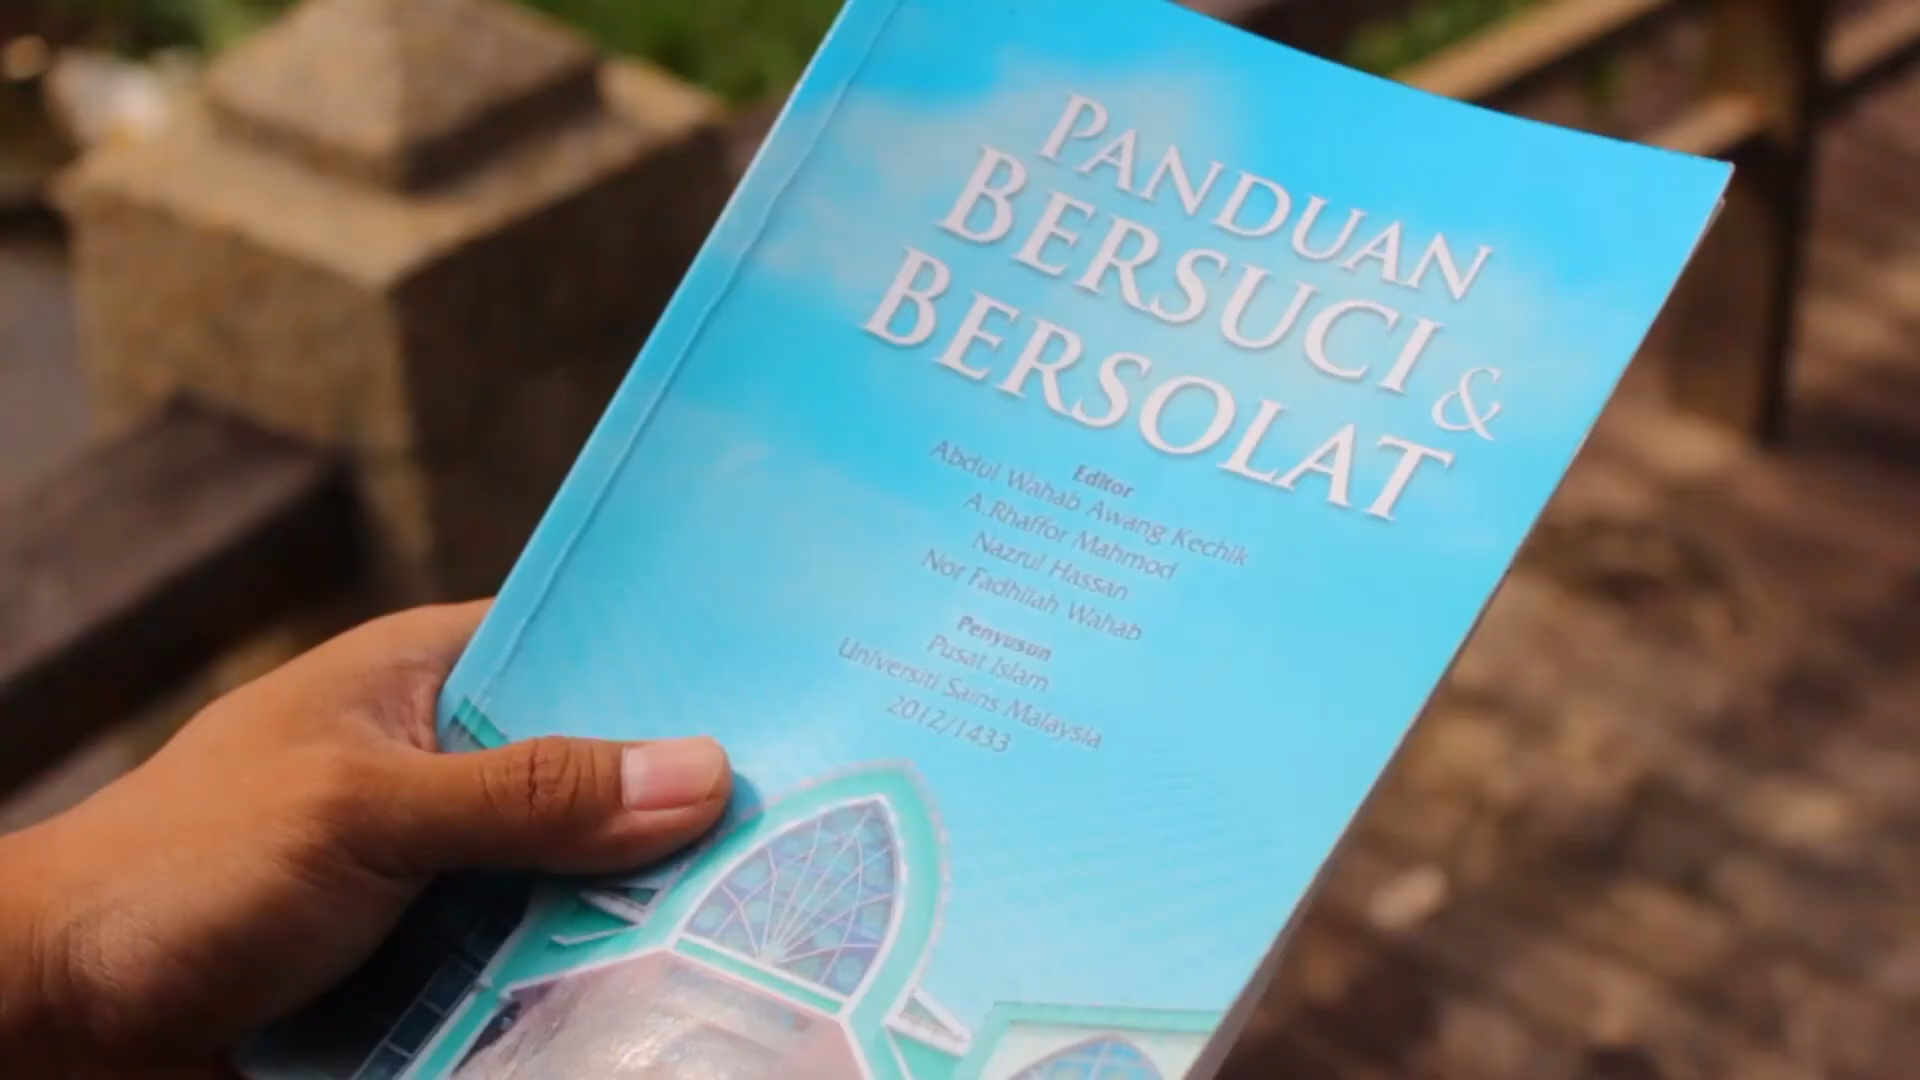 PANDUAN
BERSUCI &
BERSOLAT
Editor
Abdul Wahab Awang Kechik
A.Rhaffor Mahmod
Nazrul Hassan
Nor Fadhilah Wahab
Penyusun
Pusat Islam
Universiti Sains Malaysia
2012/1433